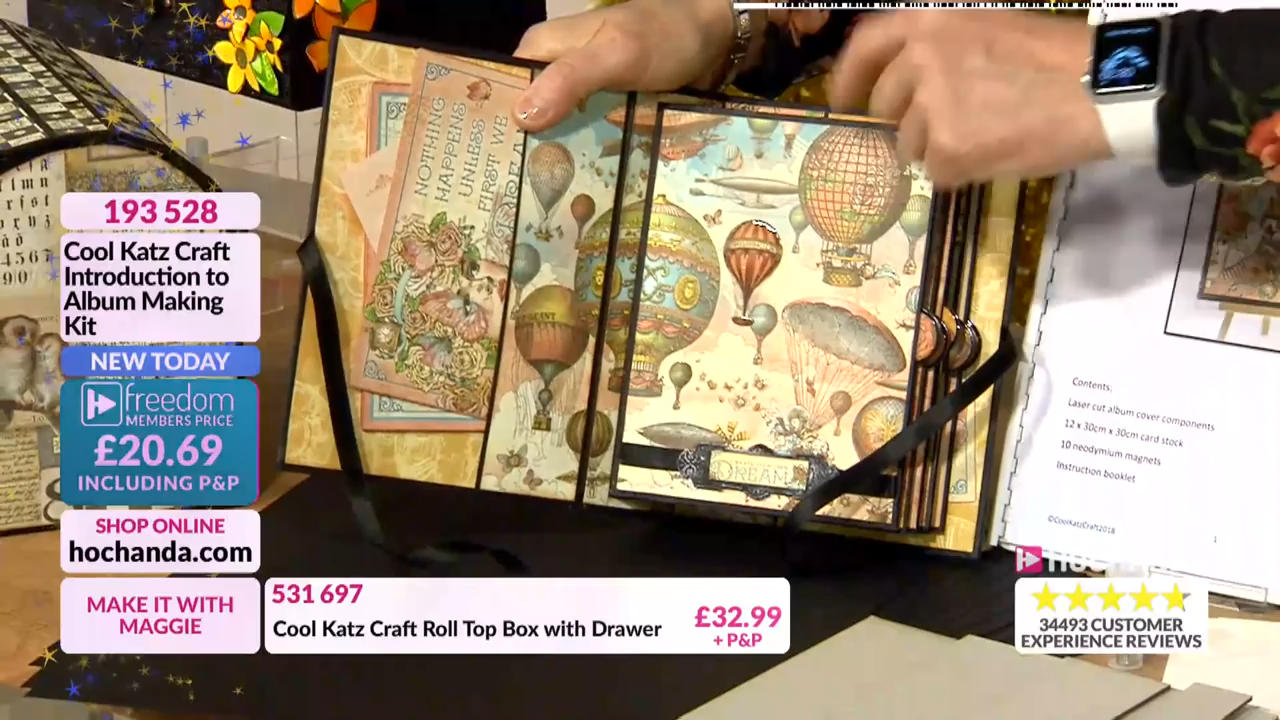 193 528
Cool Katz Craft
Introduction to
Album Making
Kit
NEW TODAY
freedom
MEMBERS PRICE
£20.69
INCLUDING P&P
SHOP ONLINE
hochanda.com
MAKE IT WITH
MAGGIE
531 697
Cool Katz Craft Roll Top Box with Drawer
£32.99
+ P&P
34493 CUSTOMER
EXPERIENCE REVIEWS
NOTHING
HAPPENS
UNLESS
FIRST WE
DREAM
Contents;
Laser cut album cover components
12 x 30cm x 30cm card stock
10 neodymium magnets
Instruction booklet
©CoolKatzCraft2018
1